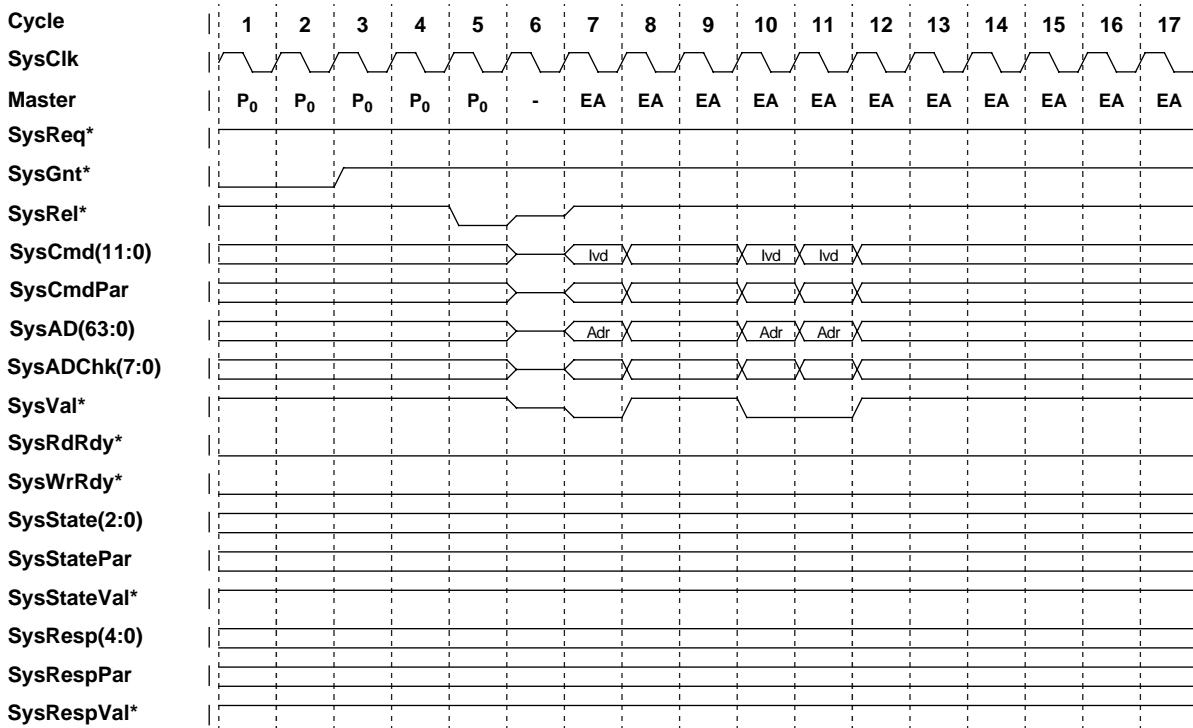 Cycle 1 2 3 4 5 6 7 8 9 10 11 12 13 14 15 16 17
SysClk
Master P0 P0 P0 P0 P0 - EA EA EA EA EA EA EA EA EA EA EA
SysReq*
SysGnt*
SysRel*
SysCmd(11:0) Ivd Ivd Ivd
SysCmdPar
SysAD(63:0) Adr Adr Adr
SysADChk(7:0)
SysVal*
SysRdRdy*
SysWrRdy*
SysState(2:0)
SysStatePar
SysStateVal*
SysResp(4:0)
SysRespPar
SysRespVal*